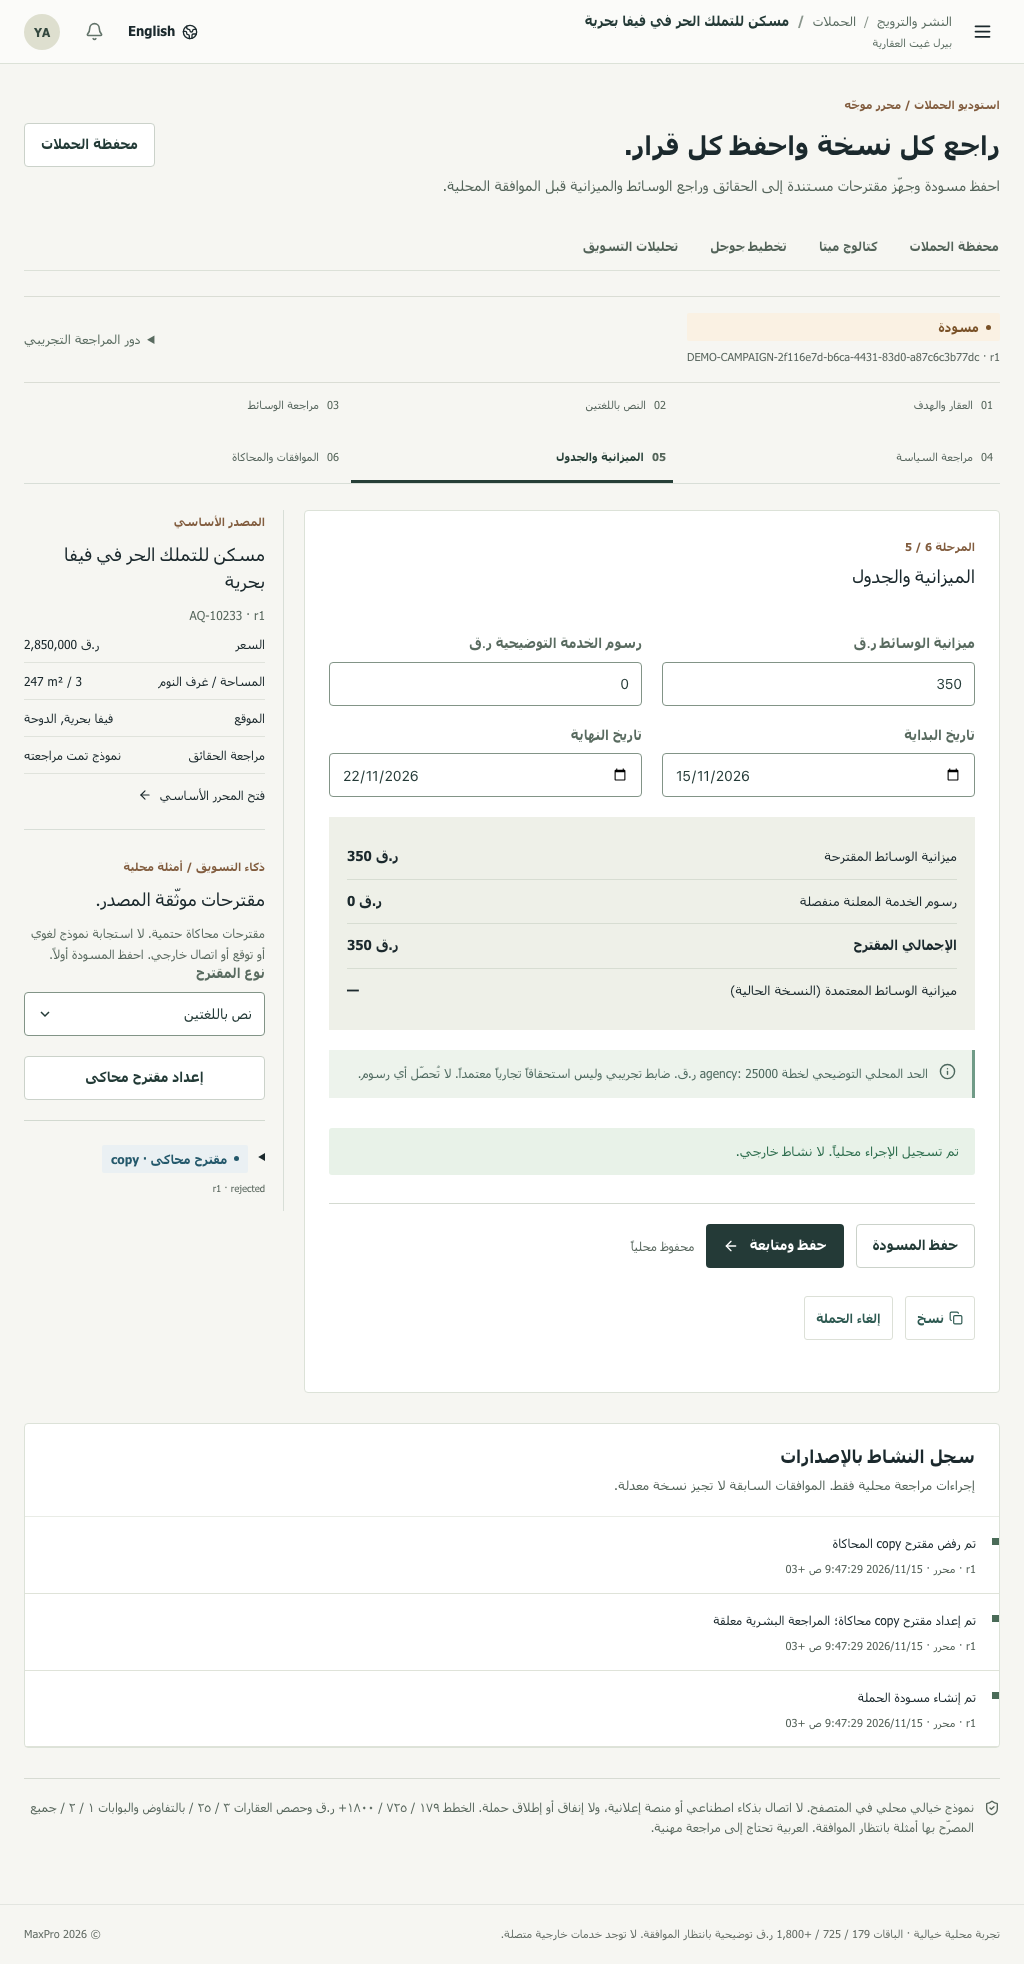 النشر والترويج / الحملات / مسكن للتملك الحر في فيفا بحرية
بيرل غيت العقارية
English
YA
استوديو الحملات / محرر موجّه
راجع كل نسخة واحفظ كل قرار.
محفظة الحملات
احفظ مسودة وجهّز مقترحات مستندة إلى الحقائق وراجع الوسائط والميزانية قبل الموافقة المحلية.
محفظة الحملات
كتالوج ميتا
تخطيط جوجل
تحليلات التسويق
مسودة
DEMO-CAMPAIGN-2f116e7d-b6ca-4431-83d0-a87c6c3b77dc · r1
دور المراجعة التجريبي
01 العقار والهدف
02 النص باللغتين
03 مراجعة الوسائط
04 مراجعة السياسة
05 الميزانية والجدول
06 الموافقات والمحاكاة
المرحلة 6 / 5
الميزانية والجدول
ميزانية الوسائط ر.ق
350
رسوم الخدمة التوضيحية ر.ق
0
تاريخ البداية
15/11/2026
تاريخ النهاية
22/11/2026
ميزانية الوسائط المقترحة
ر.ق 350
رسوم الخدمة المعلنة منفصلة
ر.ق 0
الإجمالي المقترح
ر.ق 350
ميزانية الوسائط المعتمدة (النسخة الحالية)
—
الحد المحلي التوضيحي لخطة agency: 25000 ر.ق. ضابط تجريبي وليس استحقاقاً تجارياً معتمداً. لا تُحصّل أي رسوم.
تم تسجيل الإجراء محلياً. لا نشاط خارجي.
حفظ المسودة
حفظ ومتابعة
محفوظ محلياً
نسخ
إلغاء الحملة
المصدر الأساسي
مسكن للتملك الحر في فيفا
بحرية
AQ-10233 · r1
السعر
ر.ق 2,850,000
المساحة / غرف النوم
247 m² / 3
الموقع
فيفا بحرية, الدوحة
مراجعة الحقائق
نموذج تمت مراجعته
فتح المحرر الأساسي
ذكاء التسويق / أمثلة محلية
مقترحات موثّقة المصدر.
مقترحات محاكاة حتمية. لا استجابة نموذج لغوي
أو توقع أو اتصال خارجي. احفظ المسودة أولاً.
نوع المقترح
نص باللغتين
إعداد مقترح محاكى
مقترح محاكى · copy
r1 · rejected
سجل النشاط بالإصدارات
إجراءات مراجعة محلية فقط. الموافقات السابقة لا تجيز نسخة معدلة.
تم رفض مقترح copy المحاكاة
r1 · محرر · 2026/11/15 9:47:29 ص +03
تم إعداد مقترح copy محاكاة؛ المراجعة البشرية معلقة
r1 · محرر · 2026/11/15 9:47:29 ص +03
تم إنشاء مسودة الحملة
r1 · محرر · 2026/11/15 9:47:29 ص +03
نموذج خيالي محلي في المتصفح. لا اتصال بذكاء اصطناعي أو منصة إعلانية، ولا إنفاق أو إطلاق حملة. الخطط ١٧٩ / ٧٢٥ / ١٨٠٠+ ر.ق وحصص العقارات ٣ / ٢٥ / بالتفاوض والبوابات ١ / ٢ / جميع
المصرّح بها أمثلة بانتظار الموافقة. العربية تحتاج إلى مراجعة مهنية.
تجربة محلية خيالية · الباقات 179 / 725 / +1,800 ر.ق توضيحية بانتظار الموافقة. لا توجد خدمات خارجية متصلة.
© 2026 MaxPro